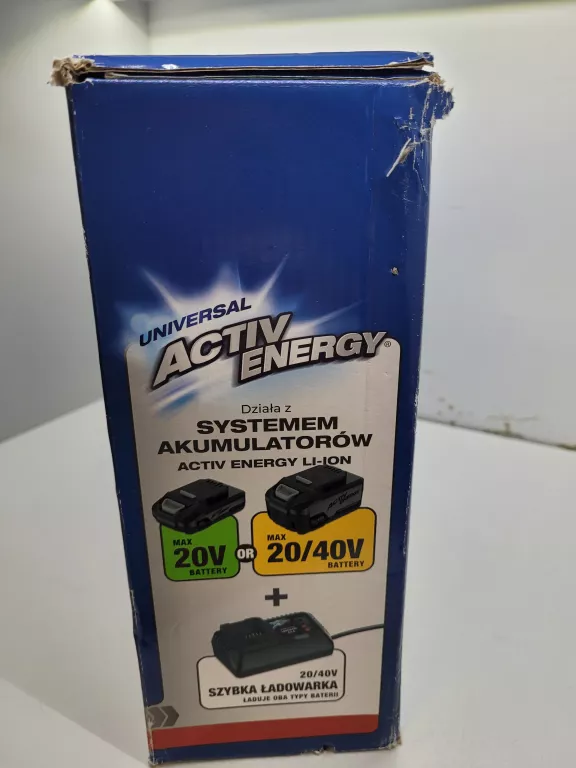 UNIVERSAL
ACTIV ENERGY®
Działa z
SYSTEMEM
AKUMULATORÓW
ACTIV ENERGY LI-ION
MAX
20V
BATTERY
OR
MAX
20/40V
BATTERY
+
20/40V
SZYBKA ŁADOWARKA
ŁADUJE OBA TYPY BATERII